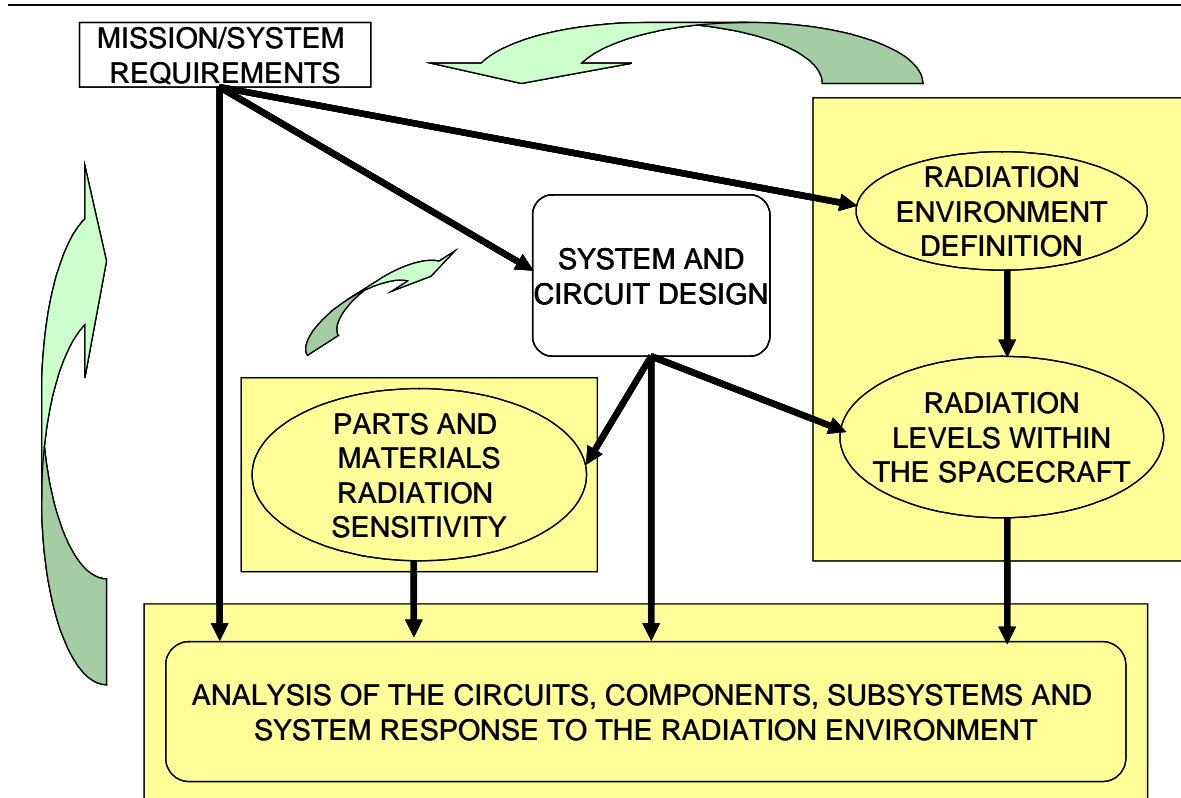 MISSION/SYSTEM
REQUIREMENTS
RADIATION
ENVIRONMENT
DEFINITION
SYSTEM AND
CIRCUIT DESIGN
RADIATION
LEVELS WITHIN
THE SPACECRAFT
PARTS AND
MATERIALS
RADIATION
SENSITIVITY
ANALYSIS OF THE CIRCUITS, COMPONENTS, SUBSYSTEMS AND
SYSTEM RESPONSE TO THE RADIATION ENVIRONMENT